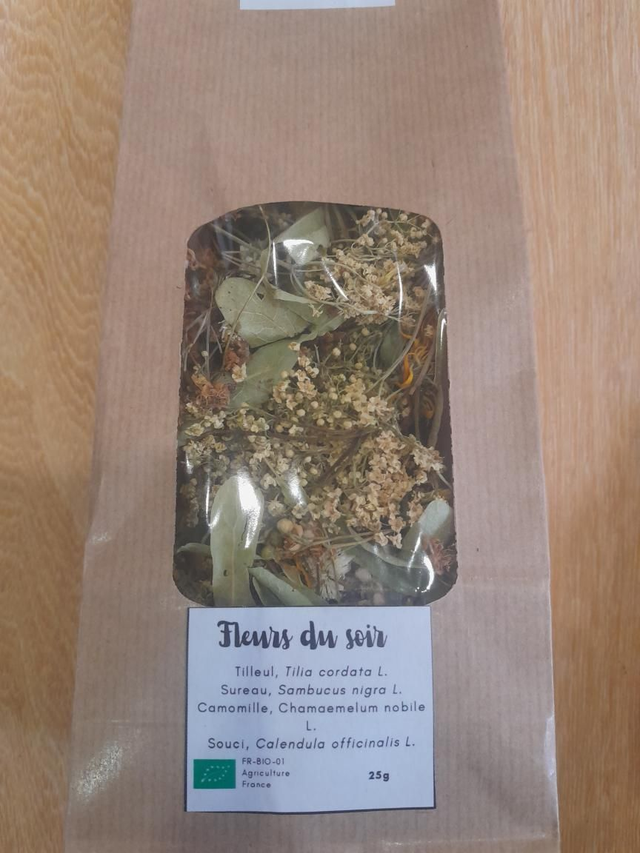 Fleurs du soir
Tilleul, Tilia cordata L.
Sureau, Sambucus nigra L.
Camomille, Chamaemelum nobile
L.
Souci, Calendula officinalis L.
FR-BIO-01
Agriculture
France
25g